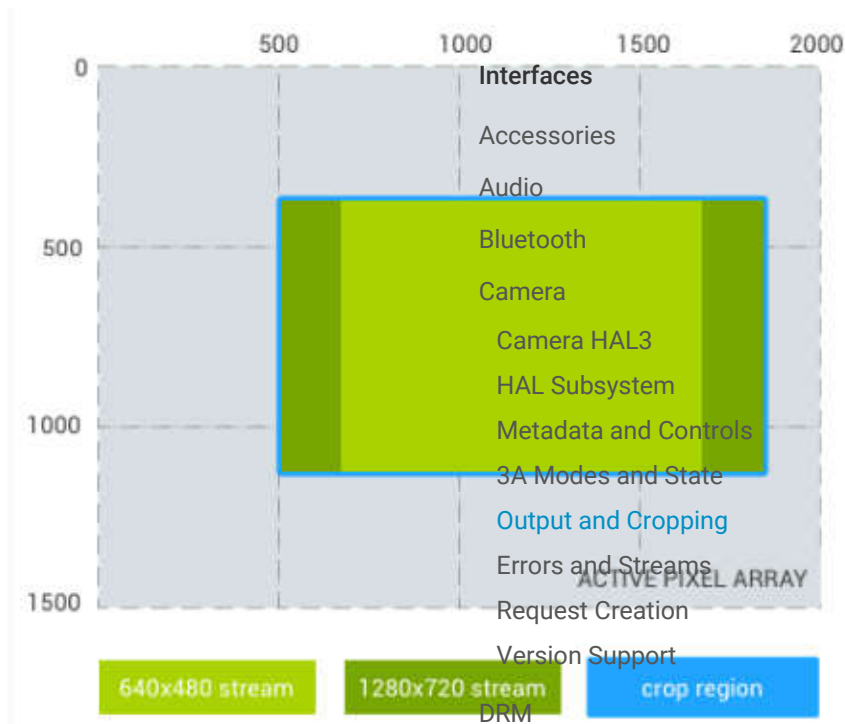 500 1000 1500 2000
0
Interfaces
Accessories
Audio
500
Bluetooth
Camera
Camera HAL3
HAL Subsystem
1000
Metadata and Controls
3A Modes and State
Output and Cropping
Errors and Streams
ACTIVE PIXEL ARRAY
1500
Request Creation
Version Support
640x480 stream
1280x720 stream
crop region
DRM